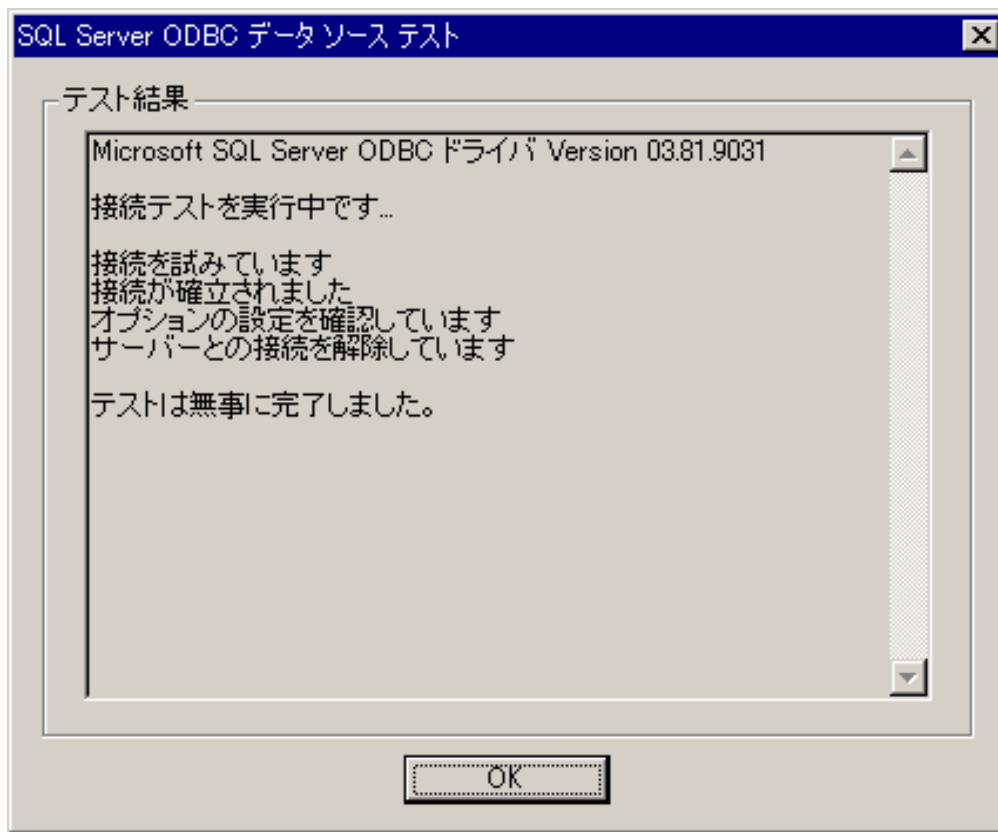 SQL Server ODBC データ ソース テスト
テスト結果
Microsoft SQL Server ODBC ドライバ Version 03.81.9031
接続テストを実行中です...
接続を試みています
接続が確立されました
オプションの設定を確認しています
サーバーとの接続を解除しています
テストは無事に完了しました。
OK